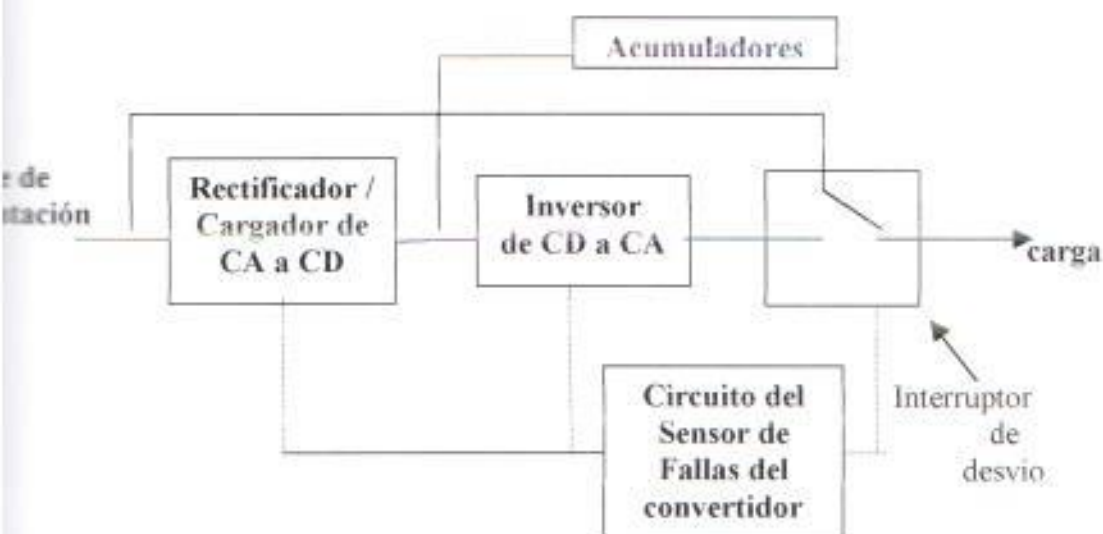 Acumuladores
de
Rectificador /
Cargador de
CA a CD
Inversor
de CD a CA
carga
Circuito del
Sensor de
Fallas del
convertidor
Interruptor
de
desvio